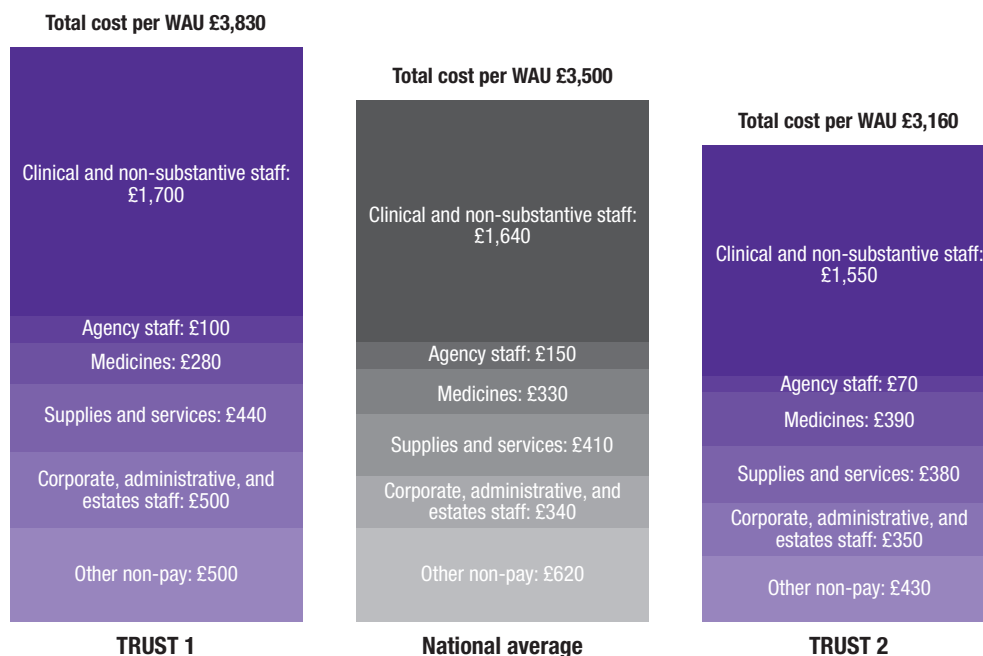 Total cost per WAU £3,830
Clinical and non-substantive staff:
£1,700
Agency staff: £100
Medicines: £280
Supplies and services: £440
Corporate, administrative, and
estates staff: £500
Other non-pay: £500
TRUST 1
Total cost per WAU £3,500
Clinical and non-substantive staff:
£1,640
Agency staff: £150
Medicines: £330
Supplies and services: £410
Corporate, administrative, and
estates staff: £340
Other non-pay: £620
National average
Total cost per WAU £3,160
Clinical and non-substantive staff:
£1,550
Agency staff: £70
Medicines: £390
Supplies and services: £380
Corporate, administrative, and
estates staff: £350
Other non-pay: £430
TRUST 2